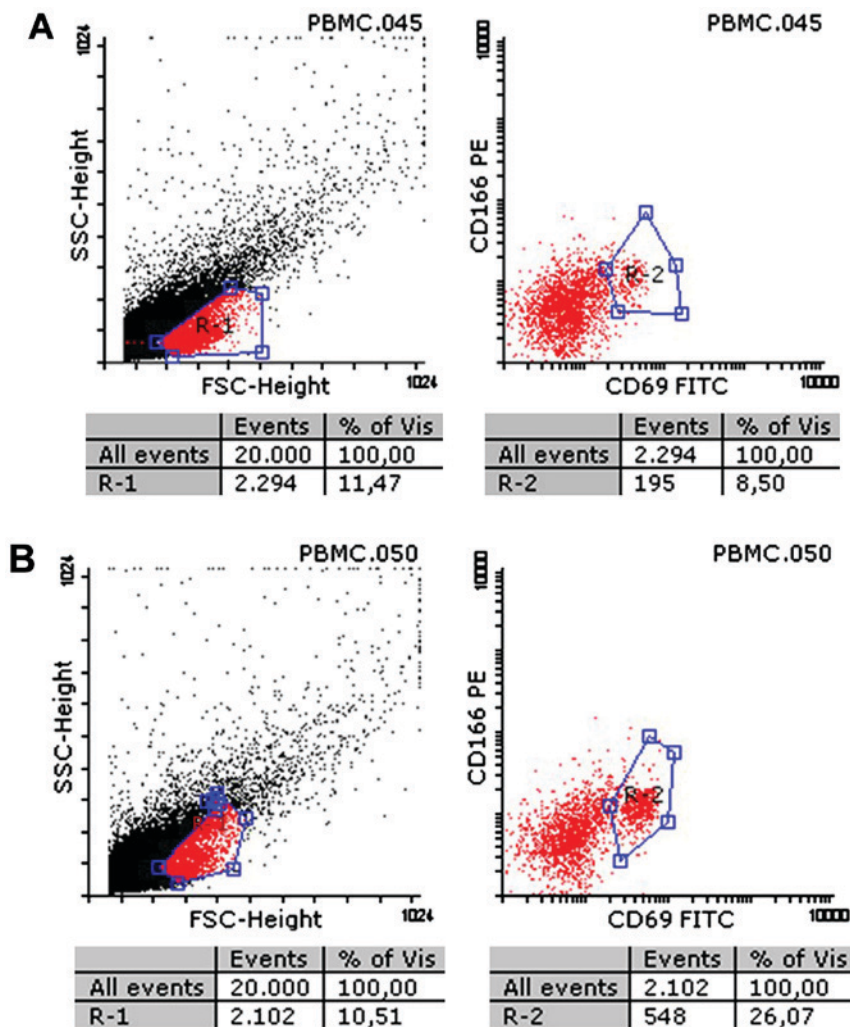 A
PBMC.045
1024
SSC-Height
R-1
FSC-Height
1024
Events % of Vis
All events 20.000 100,00
R-1 2.294 11,47
PBMC.045
10000
CD166 PE
R-2
CD69 FITC
10000
Events % of Vis
All events 2.294 100,00
R-2 195 8,50
B
PBMC.050
1024
SSC-Height
FSC-Height
1024
Events % of Vis
All events 20.000 100,00
R-1 2.102 10,51
PBMC.050
10000
CD166 PE
R-2
CD69 FITC
10000
Events % of Vis
All events 2.102 100,00
R-2 548 26,07